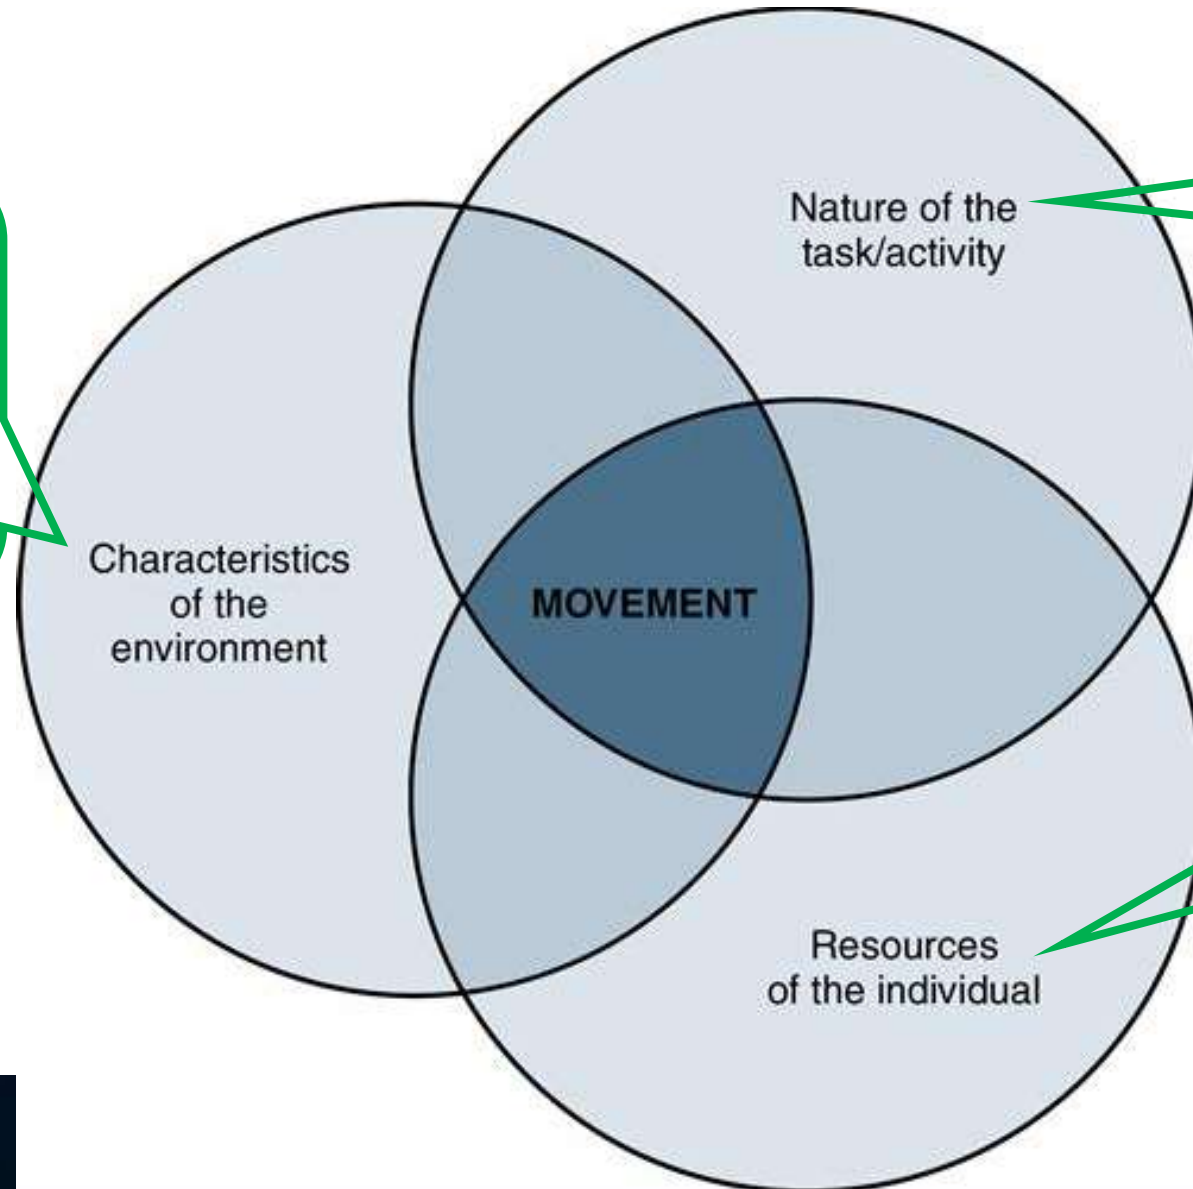 Nature of the
task/activity
Characteristics
of the
environment
MOVEMENT
Resources
of the individual